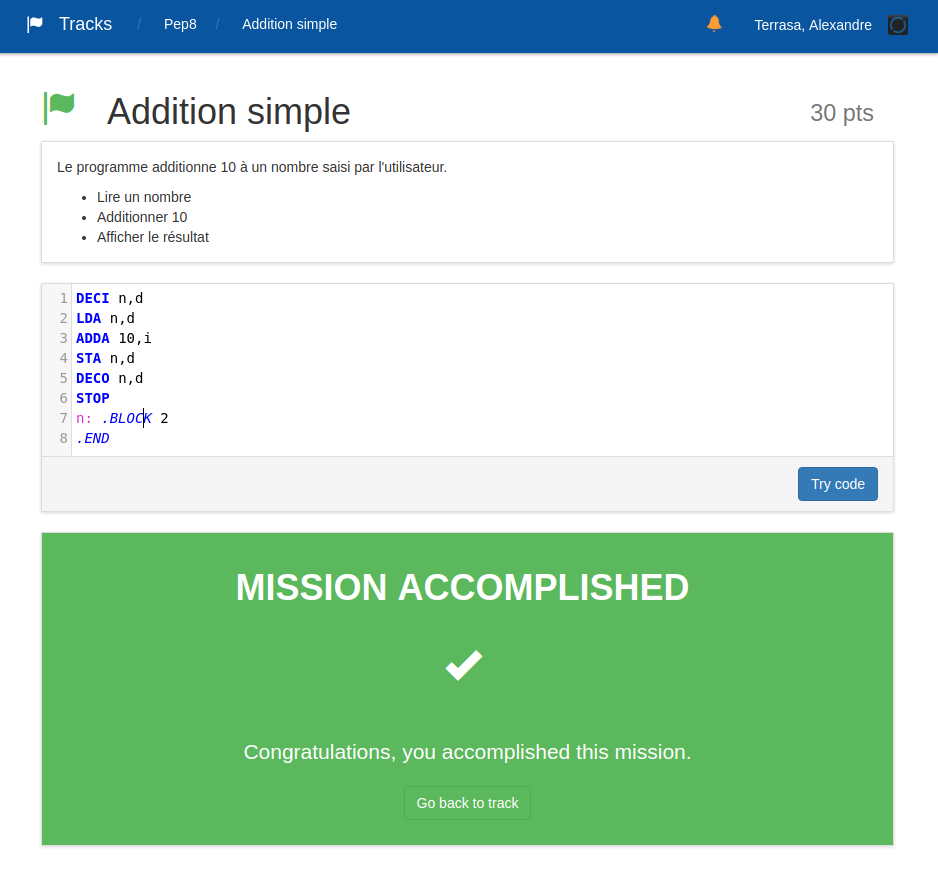 Tracks / Pep8 / Addition simple Terrasa, Alexandre
Addition simple 30 pts
Le programme additionne 10 à un nombre saisi par l'utilisateur.
• Lire un nombre
• Additionner 10
• Afficher le résultat
1 DECI n,d
2 LDA n,d
3 ADDA 10,i
4 STA n,d
5 DECO n,d
6 STOP
7 n: .BLOCK 2
8 .END
Try code
MISSION ACCOMPLISHED
Congratulations, you accomplished this mission.
Go back to track